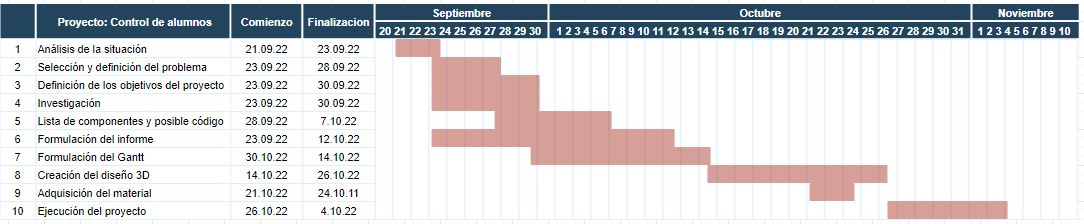 Proyecto: Control de alumnos Comienzo Finalizacion Septiembre Octubre Noviembre
20 21 22 23 24 25 26 27 28 29 30 1 2 3 4 5 6 7 8 9 10 11 12 13 14 15 16 17 18 19 20 21 22 23 24 25 26 27 28 29 30 31 1 2 3 4 5 6 7 8 9 10
1 Análisis de la situación 21.09.22 23.09.22
2 Selección y definición del problema 23.09.22 28.09.22
3 Definición de los objetivos del proyecto 23.09.22 30.09.22
4 Investigación 23.09.22 30.09.22
5 Lista de componentes y posible código 28.09.22 7.10.22
6 Formulación del informe 23.09.22 12.10.22
7 Formulación del Gantt 30.10.22 14.10.22
8 Creación del diseño 3D 14.10.22 26.10.22
9 Adquisición del material 21.10.22 24.10.11
10 Ejecución del proyecto 26.10.22 4.10.22